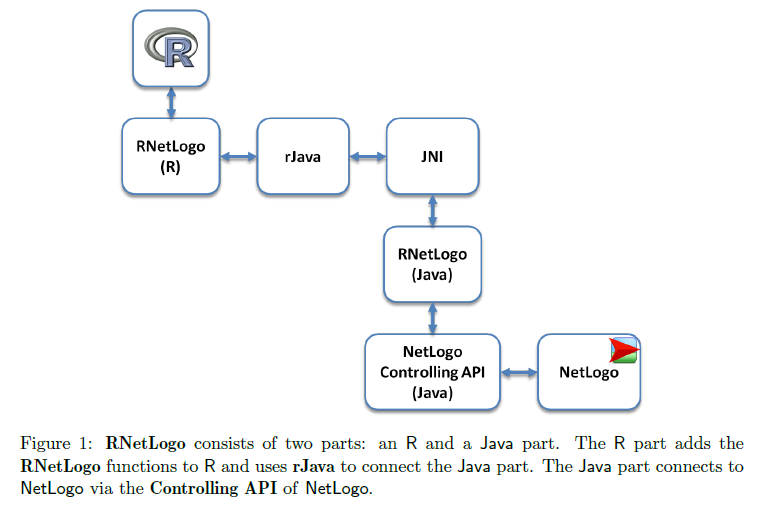 R
RNetLogo
(R)
rJava
JNI
RNetLogo
(Java)
NetLogo
Controlling API
(Java)
NetLogo
Figure 1: RNetLogo consists of two parts: an R and a Java part. The R part adds the
RNetLogo functions to R and uses rJava to connect the Java part. The Java part connects to
NetLogo via the Controlling API of NetLogo.